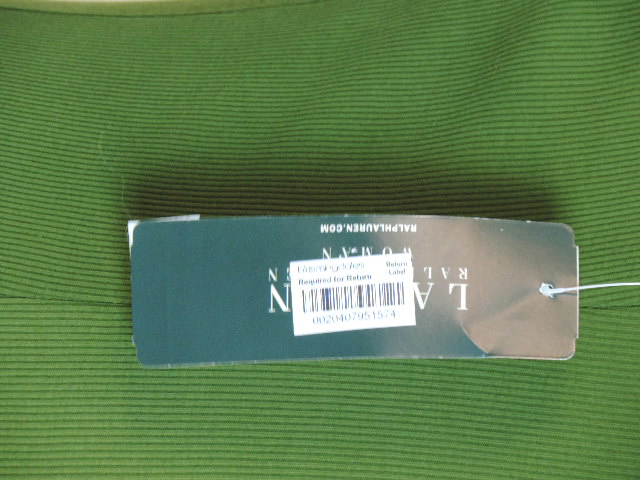 RALPHLAUREN.COM
WOMAN
Return
Label
Required for Return
0020407951574